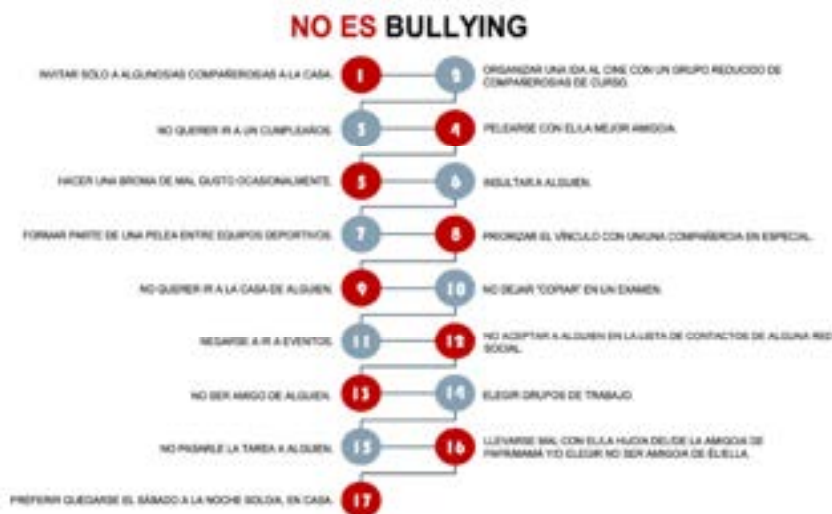 NO ES BULLYING
INVITAR SOLO A ALGUNOS/AS COMPAÑEROS/AS A LA CASA.
1
2
ORGANIZAR UNA IDA AL CINE CON UN GRUPO REDUCIDO DE
COMPAÑEROS/AS DE CURSO.
NO QUERER IR A UN CUMPLEAÑOS.
3
4
PELEARSE CON EL/LA MEJOR AMIGO/A.
HACER UNA BROMA DE MAL GUSTO OCASIONALMENTE.
5
6
INSULTAR A ALGUIEN.
FORMAR PARTE DE UNA PELEA ENTRE EQUIPOS DEPORTIVOS.
7
8
PRIORIZAR EL VÍNCULO CON UN/UNA COMPAÑERO/A EN ESPECIAL.
NO QUERER IR A LA CASA DE ALGUIEN.
9
10
NO DEJAR "COPIAR" EN UN EXAMEN.
NEGARSE A IR A EVENTOS.
11
12
NO ACEPTAR A ALGUIEN EN LA LISTA DE CONTACTOS DE ALGUNA RED
SOCIAL.
NO SER AMIGO DE ALGUIEN.
13
14
ELEGIR GRUPOS DE TRABAJO.
NO PASARLE LA TAREA A ALGUIEN.
15
16
LLEVARSE MAL CON EL/LA HIJO/A DEL/DE LA AMIGO/A DE
PAPÁ/MAMÁ Y/O ELEGIR NO SER AMIGO/A DE ÉL/ELLA.
PREFERIR QUEDARSE EL SÁBADO A LA NOCHE SOLO/A, EN CASA.
17